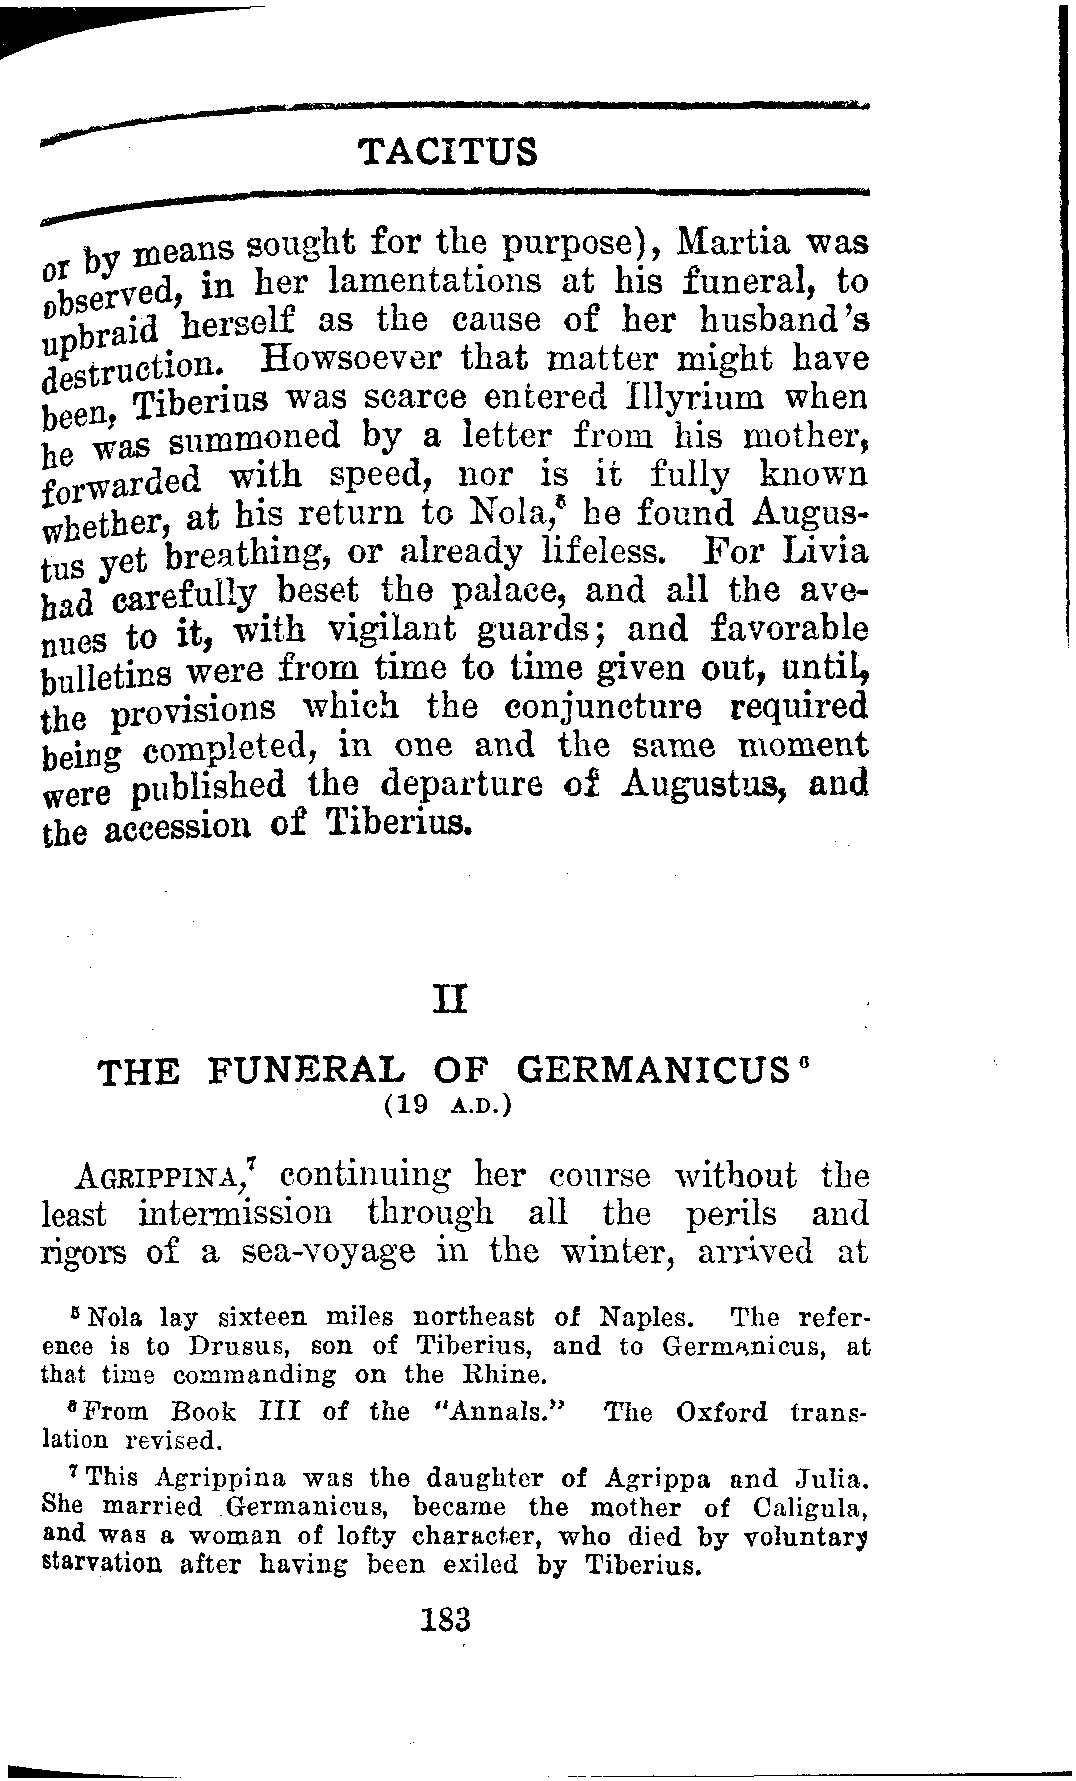 TACITUS
or by means sought for the purpose), Martia was
observed, in her lamentations at his funeral, to
upbraid herself as the cause of her husband's
destruction. Howsoever that matter might have
been, Tiberius was scarce entered Illyrium when
he was summoned by a letter from his mother,
forwarded with speed, nor is it fully known
whether, at his return to Nola,⁵ he found Augus-
tus yet breathing, or already lifeless. For Livia
had carefully beset the palace, and all the ave-
nues to it, with vigilant guards; and favorable
bulletins were from time to time given out, until,
the provisions which the conjuncture required
being completed, in one and the same moment
were published the departure of Augustus, and
the accession of Tiberius.
II
THE FUNERAL OF GERMANICUS⁶
(19 A.D.)
AGRIPPINA,⁷ continuing her course without the
least intermission through all the perils and
rigors of a sea-voyage in the winter, arrived at
⁵ Nola lay sixteen miles northeast of Naples. The refer-
ence is to Drusus, son of Tiberius, and to Germanicus, at
that time commanding on the Rhine.
⁶ From Book III of the "Annals." The Oxford trans-
lation revised.
⁷ This Agrippina was the daughter of Agrippa and Julia.
She married Germanicus, became the mother of Caligula,
and was a woman of lofty character, who died by voluntary
starvation after having been exiled by Tiberius.
183